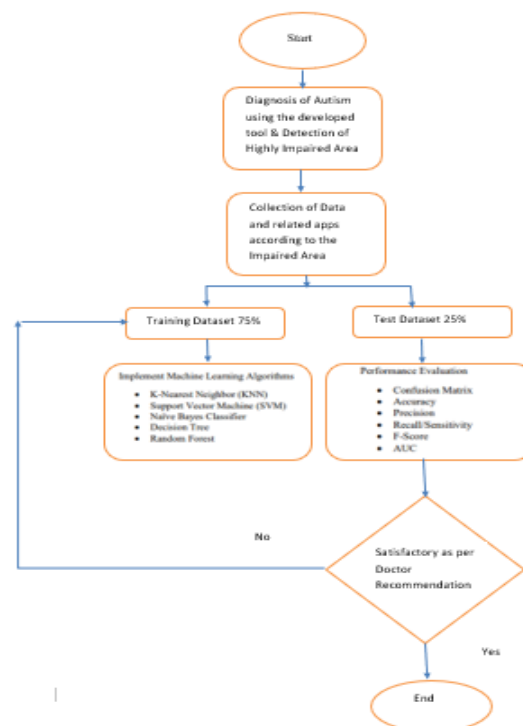 Start
Diagnosis of Autism
using the developed
tool & Detection of
Highly Impaired Area
Collection of Data
and related apps
according to the
Impaired Area
Training Dataset 75%
Test Dataset 25%
Implement Machine Learning Algorithms
• K-Nearest Neighbor (KNN)
• Support Vector Machine (SVM)
• Naïve Bayes Classifier
• Decision Tree
• Random Forest
Performance Evaluation
• Confusion Matrix
• Accuracy
• Precision
• Recall/Sensitivity
• F-Score
• AUC
No
Satisfactory as per
Doctor
Recommendation
Yes
End